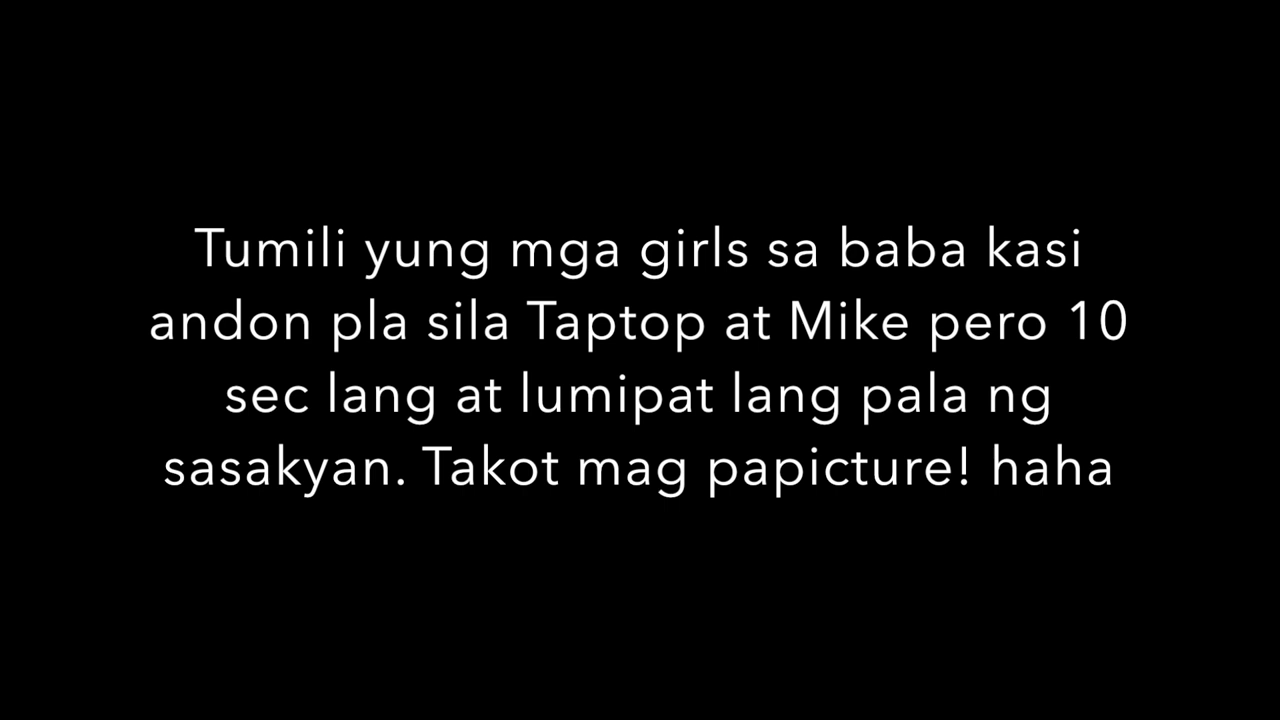 Tumili yung mga girls sa baba kasi
andon pla sila Taptop at Mike pero 10
sec lang at lumipat lang pala ng
sasakyan. Takot mag papicture! haha